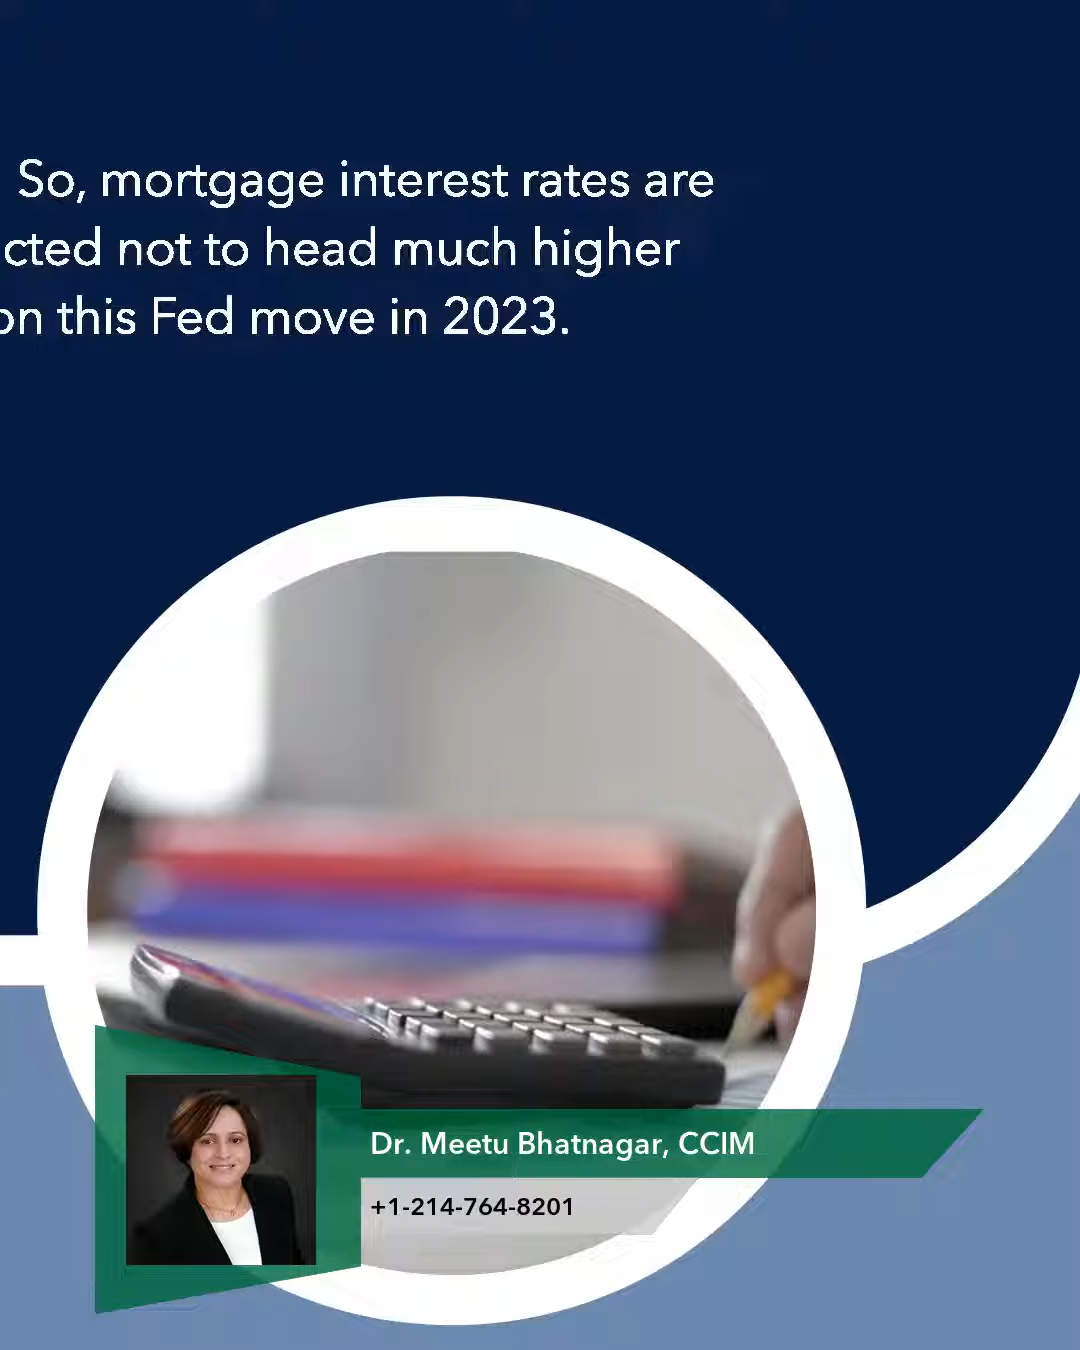 So, mortgage interest rates are
cted not to head much higher
on this Fed move in 2023.
Dr. Meetu Bhatnagar, CCIM
+1-214-764-8201